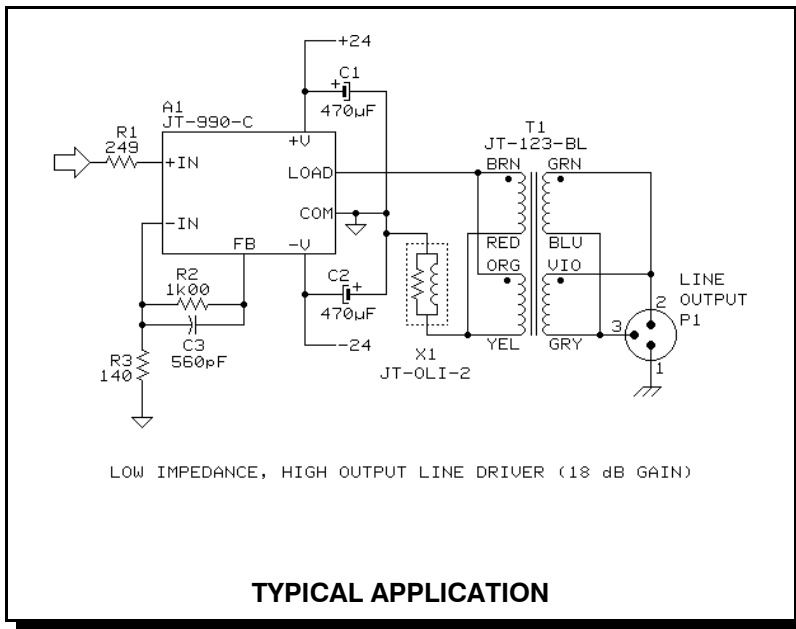 +24
C1
+
470µF
A1
JT-990-C
R1
249
+IN
+V
LOAD
COM
-IN
FB
-V
T1
JT-123-BL
BRN
GRN
RED
BLU
ORG
VIO
YEL
GRY
R2
1k00
C3
560pF
R3
140
C2
+
470µF
-24
X1
JT-OLI-2
LINE
OUTPUT
P1
2
3
1
LOW IMPEDANCE, HIGH OUTPUT LINE DRIVER (18 dB GAIN)
TYPICAL APPLICATION